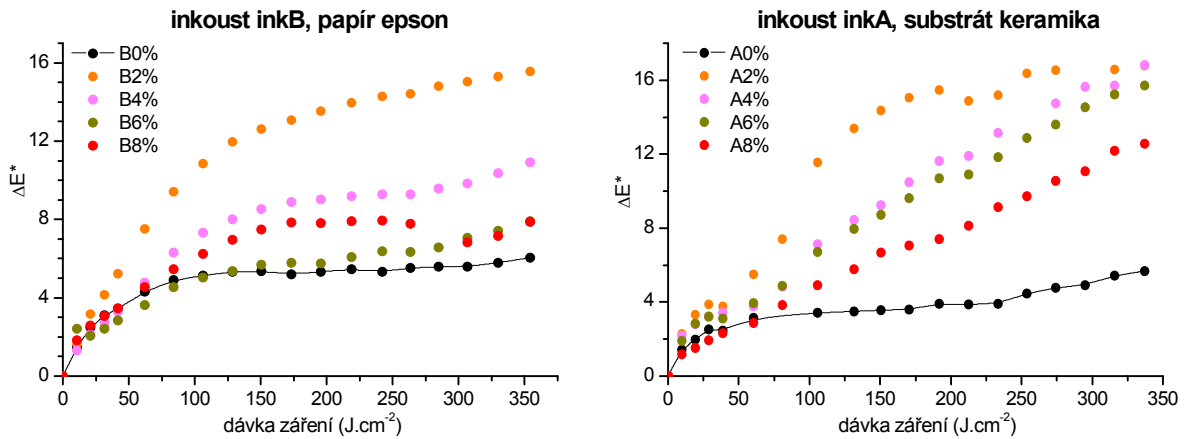 inkoust inkB, papír epson
B0%
B2%
B4%
B6%
B8%
16
12
8
4
0
ΔE*
0 50 100 150 200 250 300 350
dávka záření (J.cm⁻²)
inkoust inkA, substrát keramika
A0%
A2%
A4%
A6%
A8%
16
12
8
4
0
ΔE*
0 50 100 150 200 250 300 350
dávka záření (J.cm⁻²)